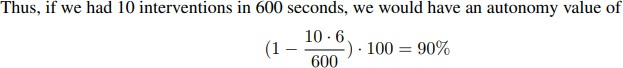 Thus, if we had 10 interventions in 600 seconds, we would have an autonomy value of
(1 − \frac{10 · 6}{600}) · 100 = 90%